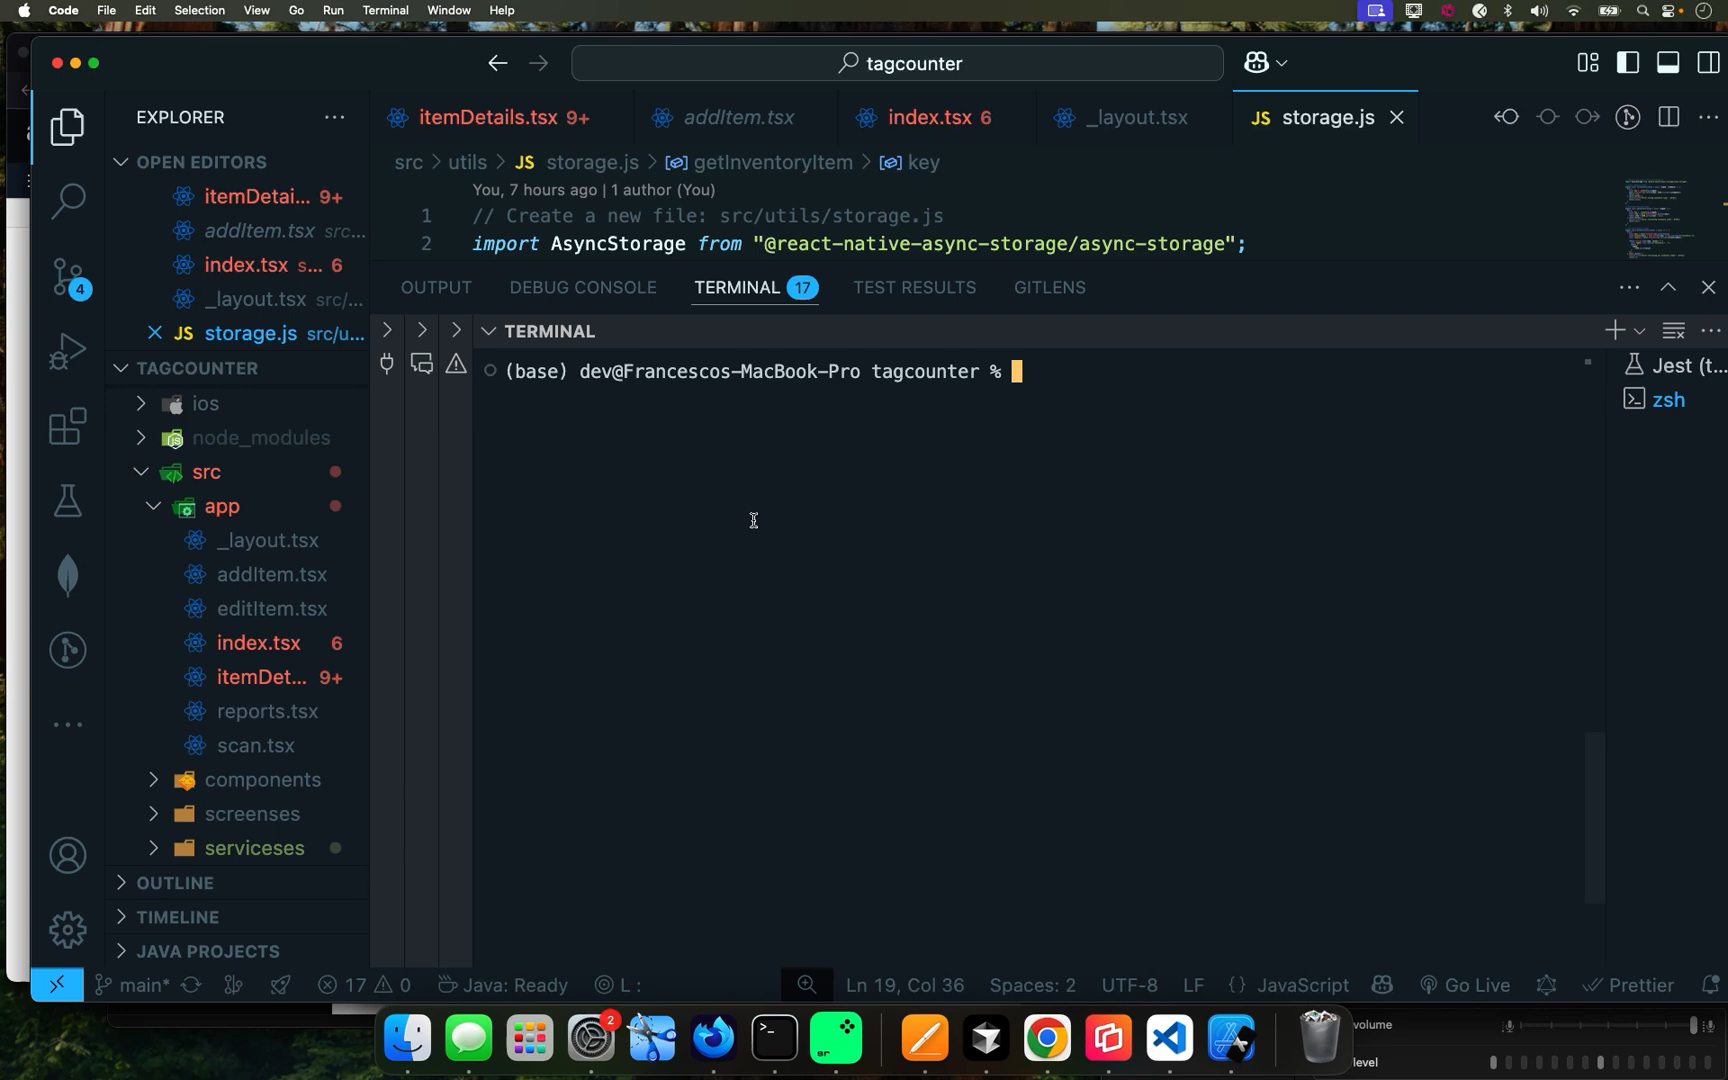 Code File Edit Selection View Go Run Terminal Window Help
tagcounter
EXPLORER
OPEN EDITORS
itemDetai... 9+
addItem.tsx src...
index.tsx s... 6
_layout.tsx src/...
JS storage.js src/u...
TAGCOUNTER
ios
node_modules
src
app
_layout.tsx
addItem.tsx
editItem.tsx
index.tsx 6
itemDet... 9+
reports.tsx
scan.tsx
components
screenses
serviceses
OUTLINE
TIMELINE
JAVA PROJECTS
4
itemDetails.tsx 9+ addItem.tsx index.tsx 6 _layout.tsx JS storage.js
src > utils > JS storage.js > getInventoryItem > key
You, 7 hours ago | 1 author (You)
1 // Create a new file: src/utils/storage.js
2 import AsyncStorage from "@react-native-async-storage/async-storage";
OUTPUT DEBUG CONSOLE TERMINAL 17 TEST RESULTS GITLENS
TERMINAL
(base) dev@Francescos-MacBook-Pro tagcounter %
Jest (t...
zsh
main* 17 0 Java: Ready L : Ln 19, Col 36 Spaces: 2 UTF-8 LF {} JavaScript Go Live Prettier
2
sr
volume
level